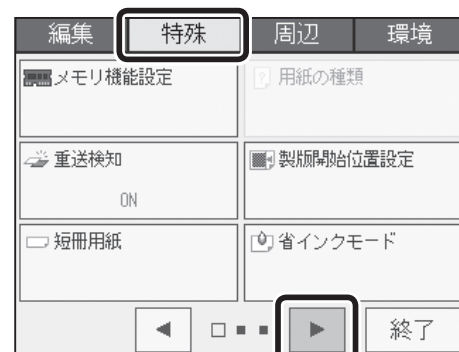 編集 特殊 周辺 環境
メモリ機能設定 用紙の種類
重送検知 製版開始位置設定
ON
短冊用紙 省インクモード
終了